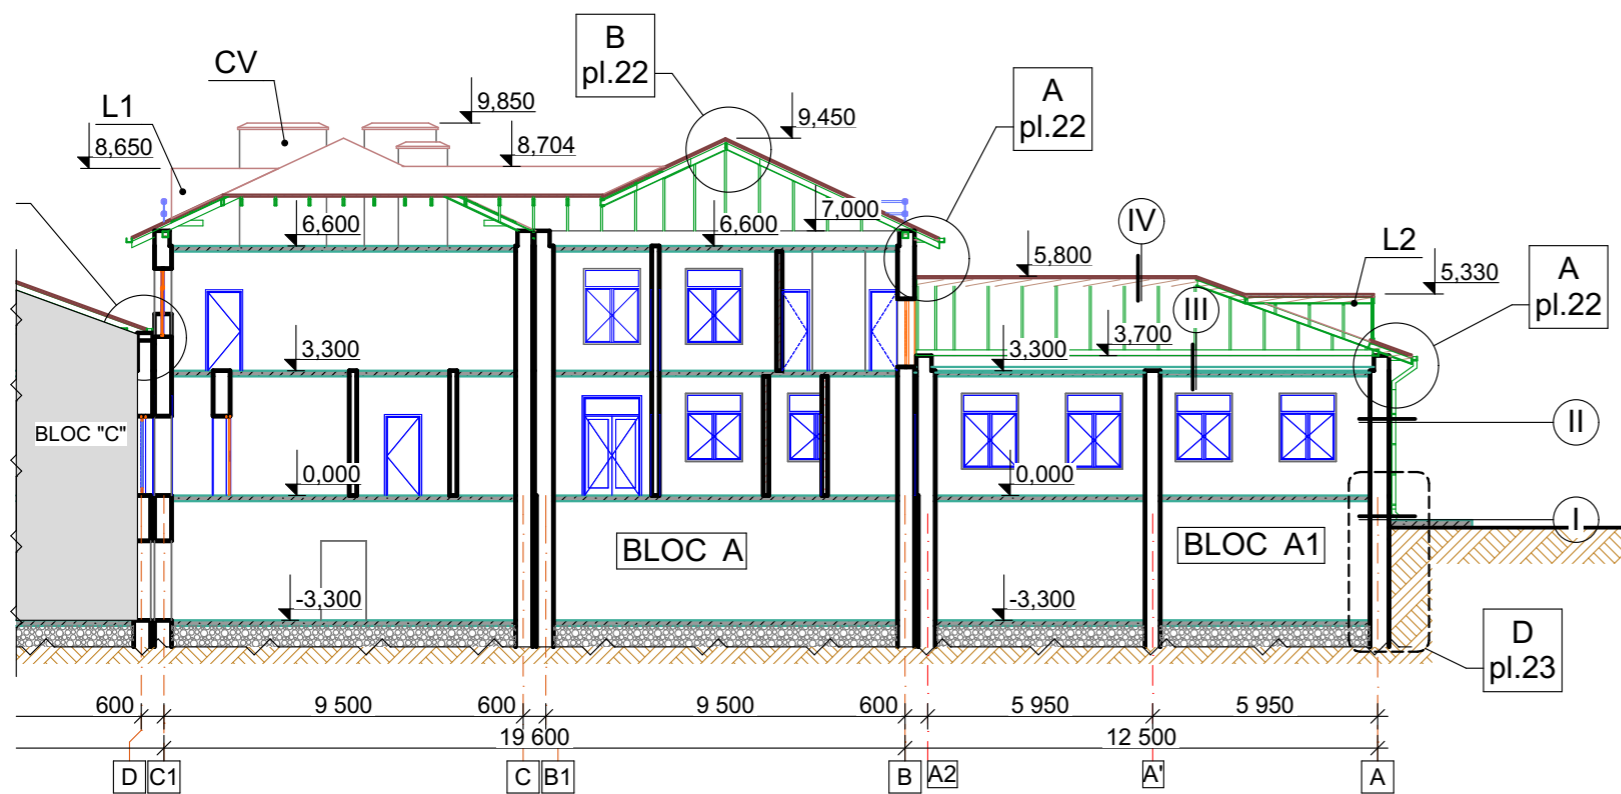 B
pl.22
CV
A
pl.22
L1
9,850
9,450
8,650
8,704
7,000
6,600
6,600
IV
L2
5,800
5,330
A
pl.22
III
3,300
3,300
3,700
BLOC "C"
II
0,000
0,000
I
BLOC A
BLOC A1
-3,300
-3,300
D
pl.23
600
9 500
600
9 500
600
5 950
5 950
19 600
12 500
D
C1
C
B1
B
A2
A'
A